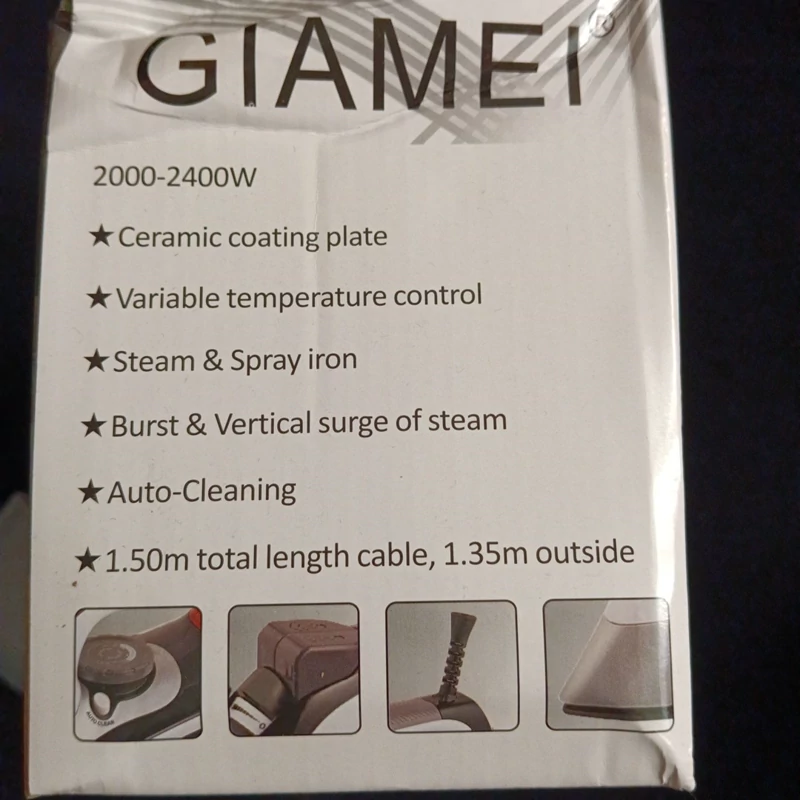 GIAMEI®
2000-2400W
★Ceramic coating plate
★Variable temperature control
★Steam & Spray iron
★Burst & Vertical surge of steam
★Auto-Cleaning
★1.50m total length cable, 1.35m outside